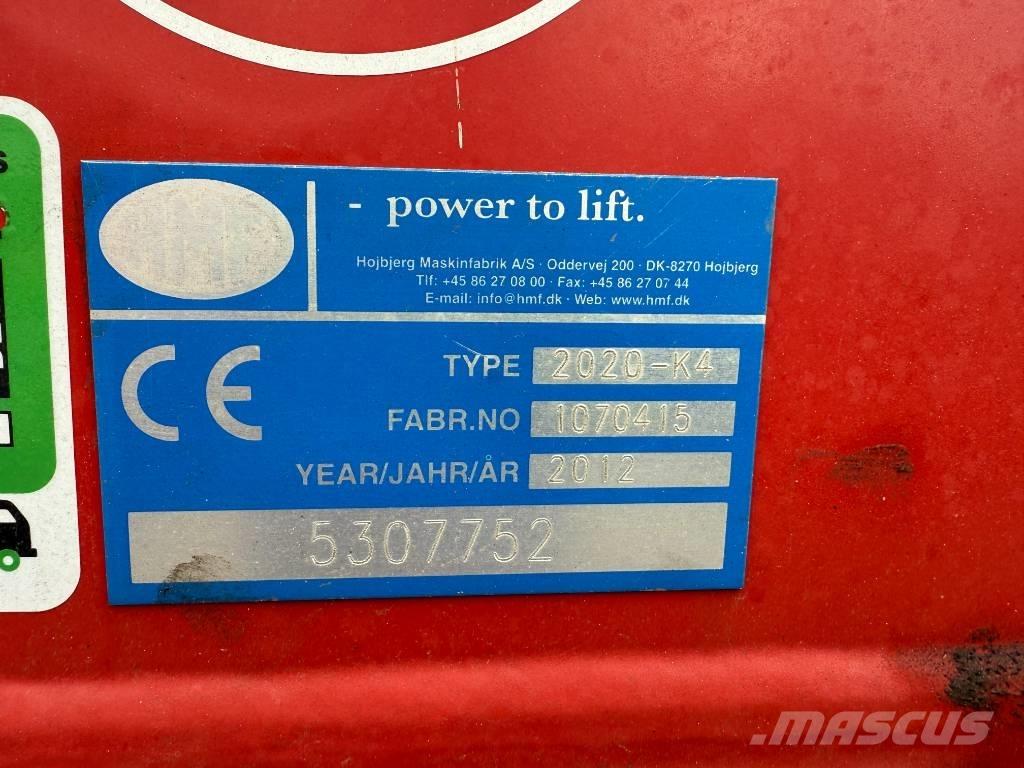 - power to lift.
Hojbjerg Maskinfabrik A/S · Oddervej 200 · DK-8270 Hojbjerg
Tlf: +45 86 27 08 00 · Fax: +45 86 27 07 44
E-mail: info@hmf.dk · Web: www.hmf.dk
CE
TYPE 2020-K4
FABR.NO 1070415
YEAR/JAHR/ÅR 2012
5307752
MASCUS